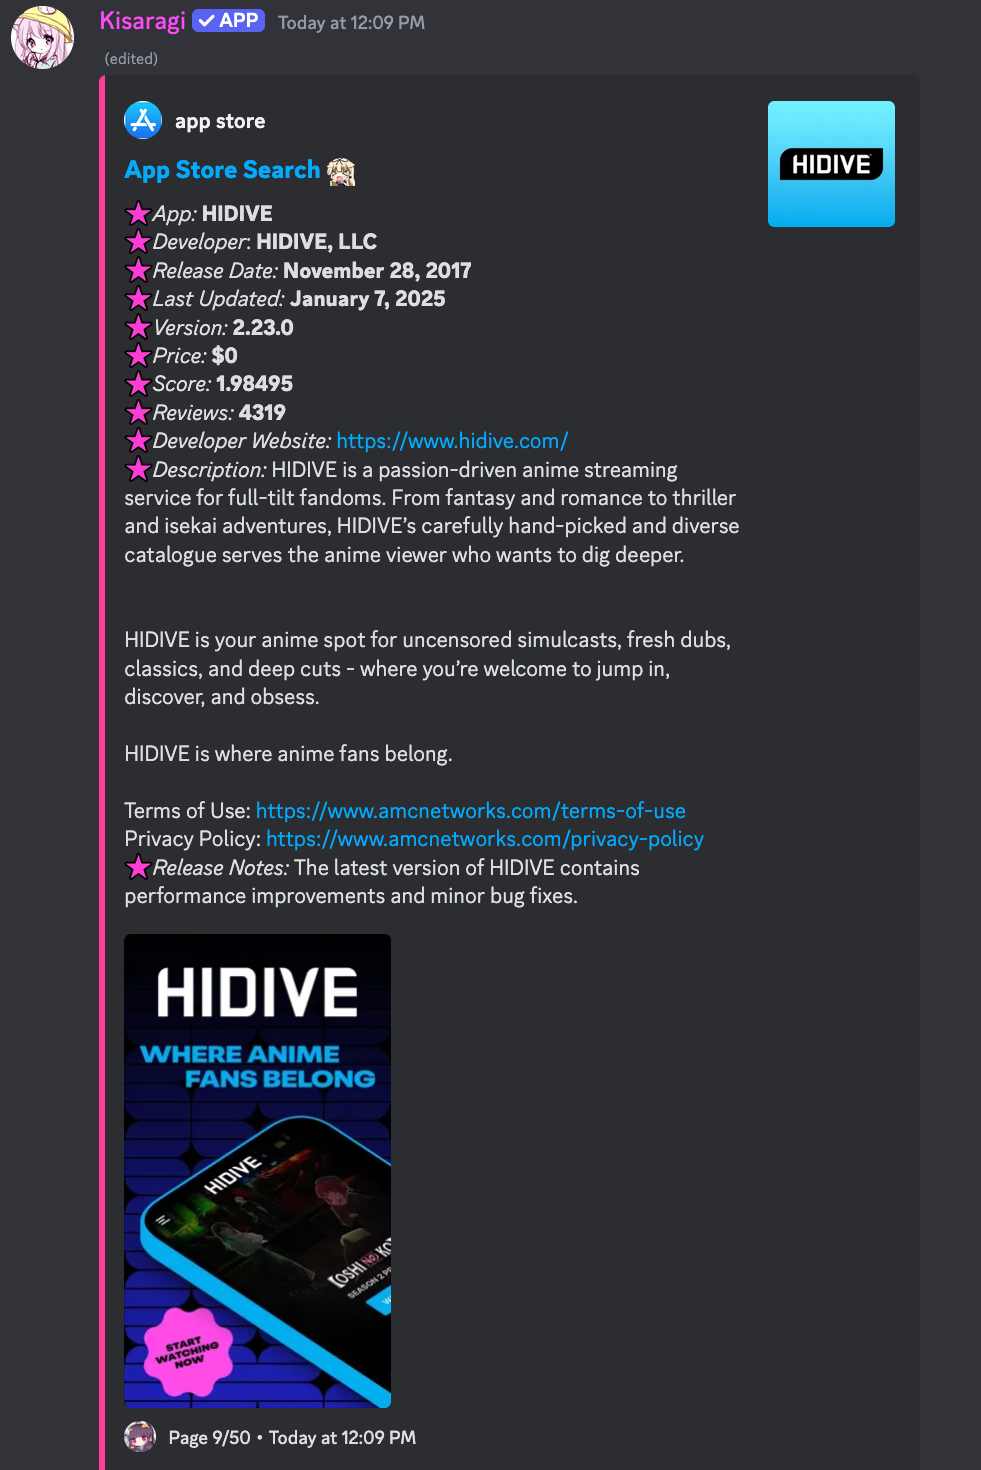 Kisaragi ✓ APP Today at 12:09 PM
(edited)
app store
HIDIVE
App Store Search
App: HIDIVE
Developer: HIDIVE, LLC
Release Date: November 28, 2017
Last Updated: January 7, 2025
Version: 2.23.0
Price: $0
Score: 1.98495
Reviews: 4319
Developer Website: https://www.hidive.com/
Description: HIDIVE is a passion-driven anime streaming
service for full-tilt fandoms. From fantasy and romance to thriller
and isekai adventures, HIDIVE’s carefully hand-picked and diverse
catalogue serves the anime viewer who wants to dig deeper.
HIDIVE is your anime spot for uncensored simulcasts, fresh dubs,
classics, and deep cuts - where you’re welcome to jump in,
discover, and obsess.
HIDIVE is where anime fans belong.
Terms of Use: https://www.amcnetworks.com/terms-of-use
Privacy Policy: https://www.amcnetworks.com/privacy-policy
Release Notes: The latest version of HIDIVE contains
performance improvements and minor bug fixes.
HIDIVE
WHERE ANIME
FANS BELONG
HIDIVE
[OSHI NO KO
SEASON 2 P
START
WATCHING
NOW
Page 9/50 • Today at 12:09 PM